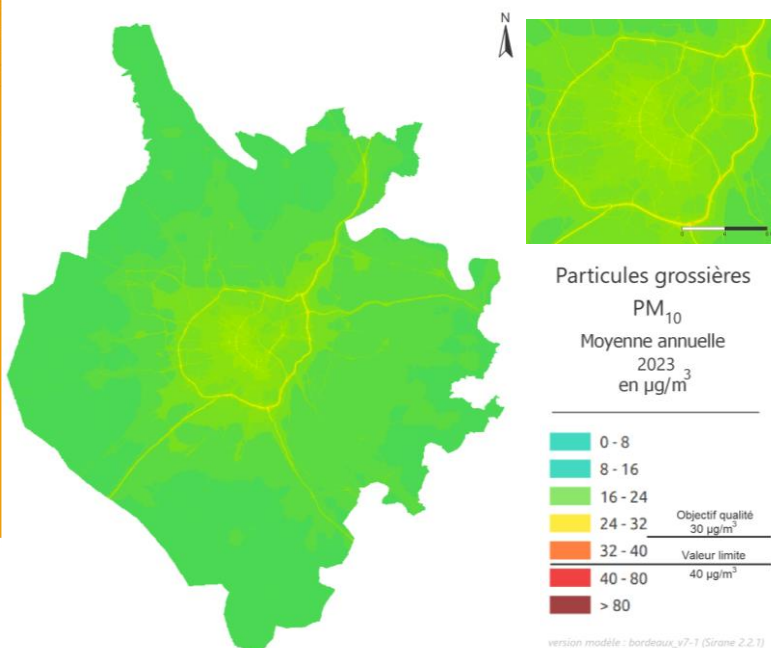 N
Particules grossières
PM10
Moyenne annuelle
2023
en µg/m3
0 - 8
8 - 16
16 - 24
24 - 32
Objectif qualité
30 µg/m3
32 - 40
Valeur limite
40 - 80
40 µg/m3
> 80
version modèle : bordeaux_v7-1 (Sirane 2.2.1)